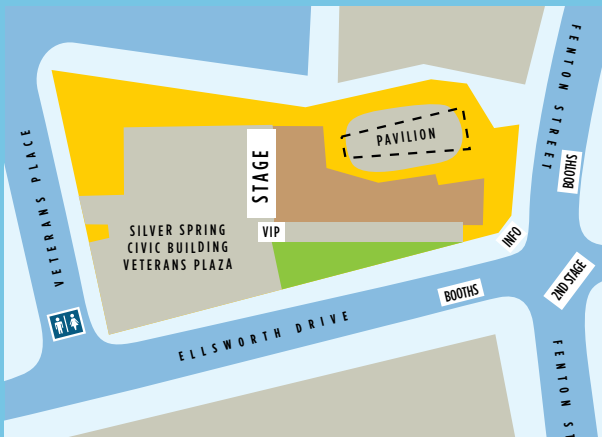 FENTON STREET
PAVILION
BOOTHS
STAGE
VETERANS PLACE
VIP
SILVER SPRING
CIVIC BUILDING
VETERANS PLAZA
INFO
2ND STAGE
BOOTHS
ELLSWORTH DRIVE
FENTON ST